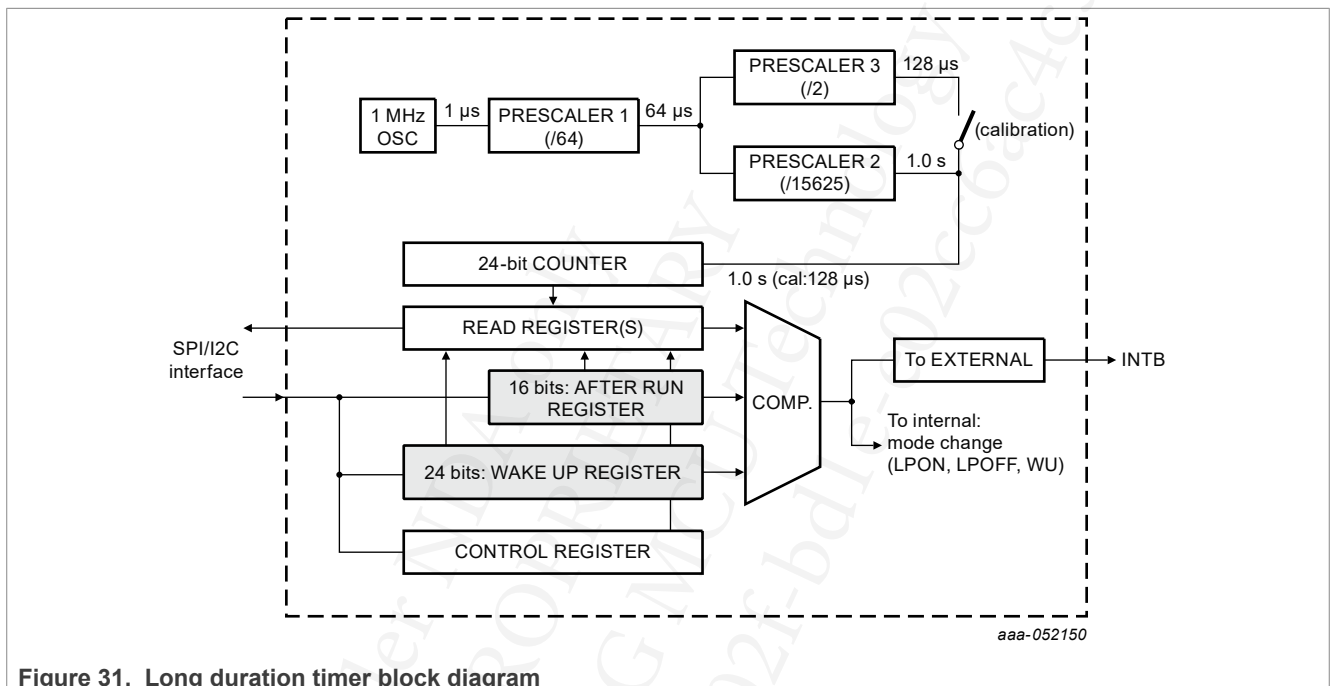 PRESCALER 3
(/2)
128 µs
1 MHz
OSC
1 µs
PRESCALER 1
(/64)
64 µs
(calibration)
PRESCALER 2
(/15625)
1.0 s
24-bit COUNTER
1.0 s (cal:128 µs)
READ REGISTER(S)
SPI/I2C
interface
16 bits: AFTER RUN
REGISTER
COMP.
To EXTERNAL
INTB
To internal:
mode change
(LPON, LPOFF, WU)
24 bits: WAKE UP REGISTER
CONTROL REGISTER
aaa-052150
Figure 31. Long duration timer block diagram